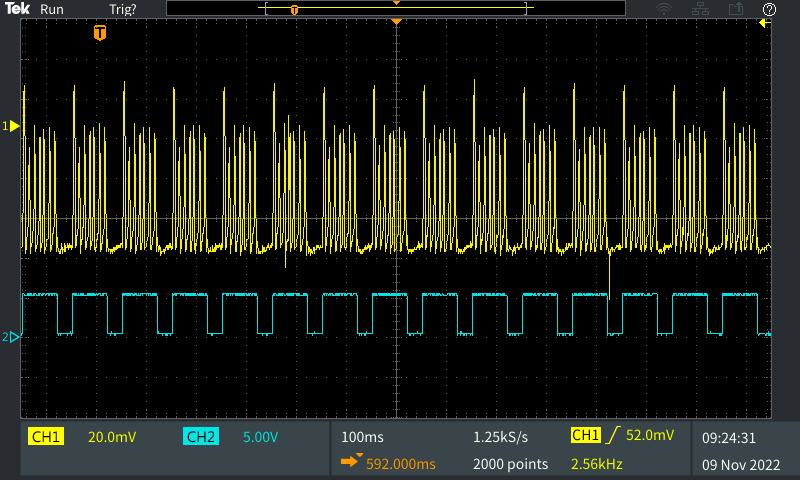 Tek Run Trig?
T
T
1
2
CH1 20.0mV CH2 5.00V 100ms 1.25kS/s CH1 52.0mV 09:24:31
592.000ms 2000 points 2.56kHz 09 Nov 2022